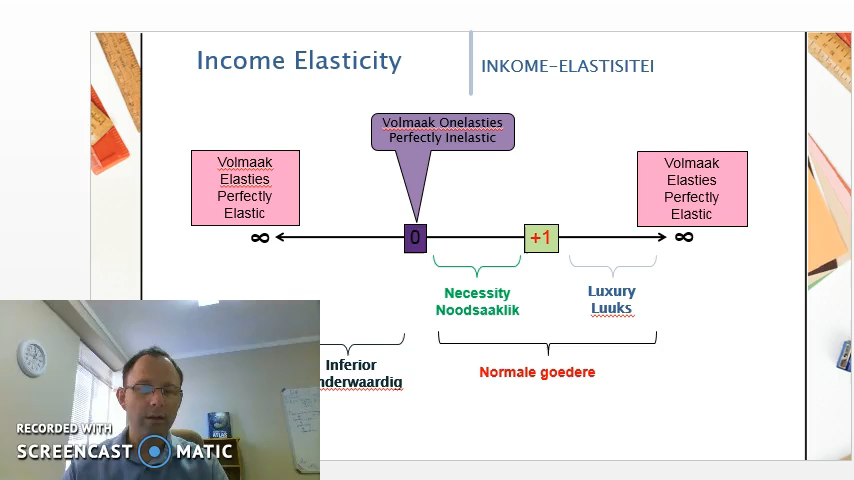 Income Elasticity
INKOME-ELASTISITEI
Volmaak Onelasties
Perfectly Inelastic
Volmaak
Elasties
Perfectly
Elastic
Volmaak
Elasties
Perfectly
Elastic
∞
0
+1
∞
Necessity
Noodsaaklik
Luxury
Luuks
Inferior
nderwaardig
Normale goedere
RECORDED WITH
SCREENCAST MATIC